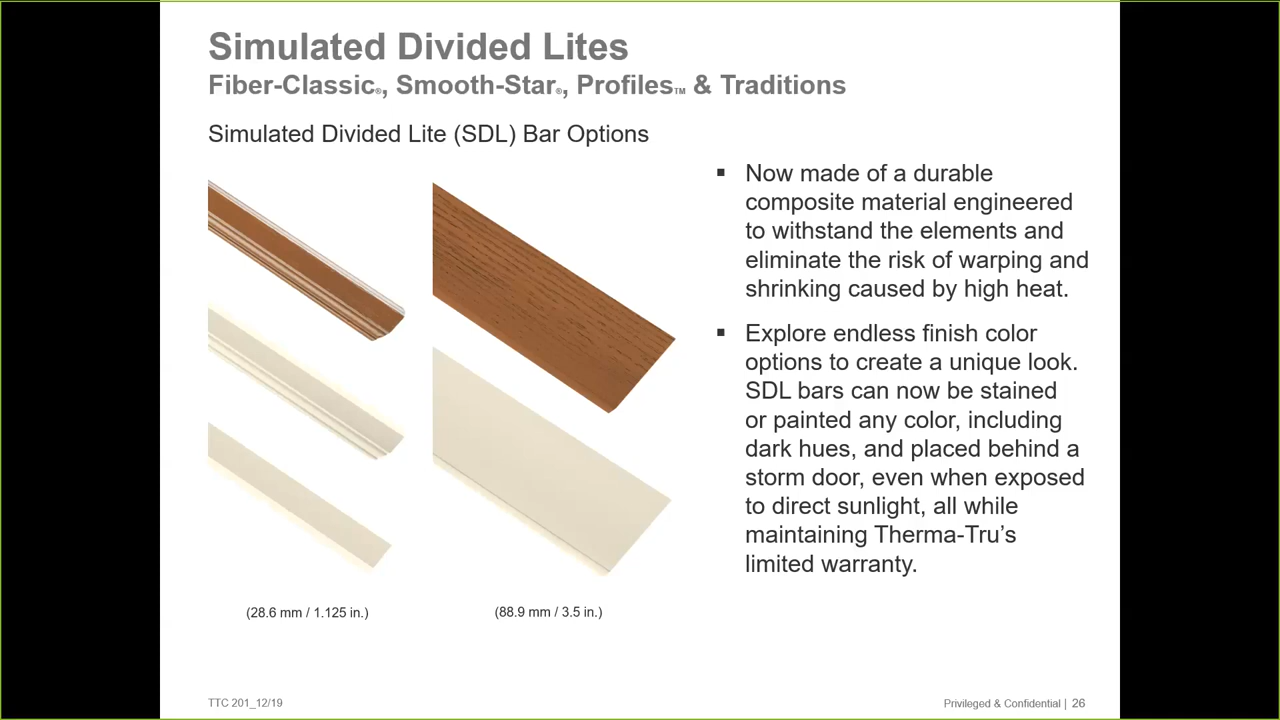 Simulated Divided Lites
Fiber-Classic®, Smooth-Star®, Profiles™ & Traditions
Simulated Divided Lite (SDL) Bar Options
▪ Now made of a durable
composite material engineered
to withstand the elements and
eliminate the risk of warping and
shrinking caused by high heat.
▪ Explore endless finish color
options to create a unique look.
SDL bars can now be stained
or painted any color, including
dark hues, and placed behind a
storm door, even when exposed
to direct sunlight, all while
maintaining Therma-Tru’s
limited warranty.
(28.6 mm / 1.125 in.)
(88.9 mm / 3.5 in.)
TTC 201_12/19
Privileged & Confidential | 26